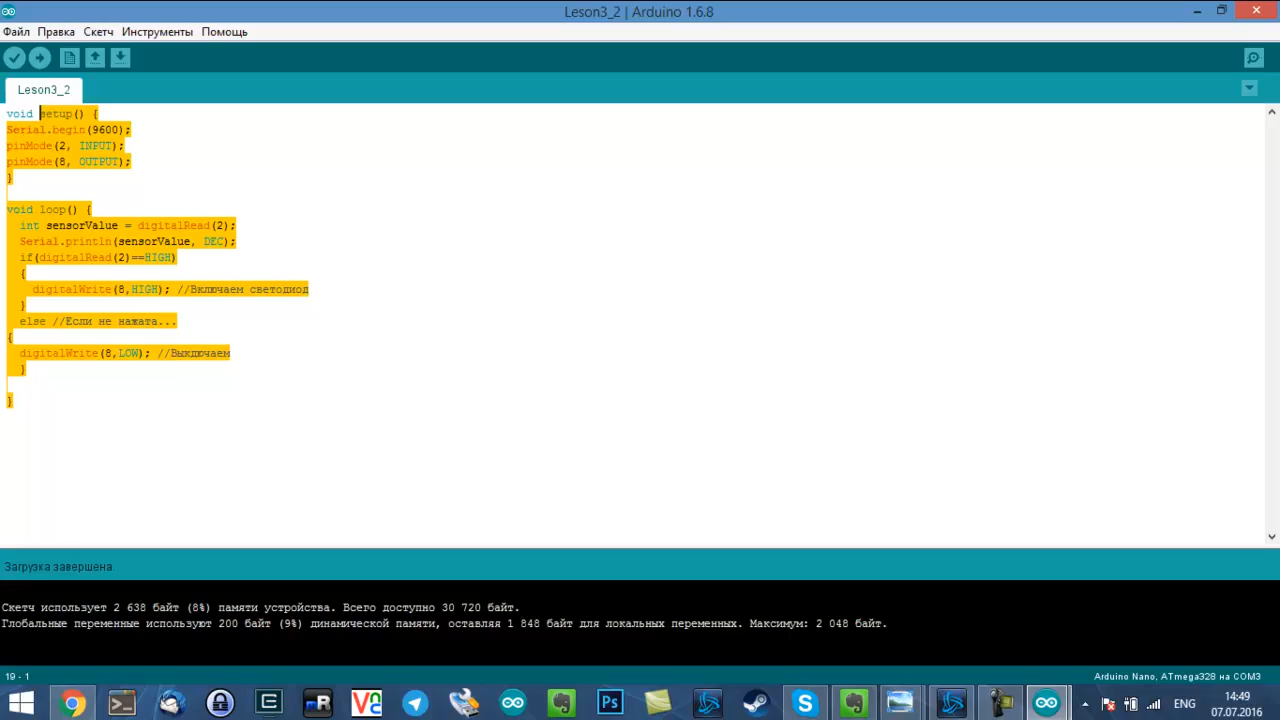 Leson3_2 | Arduino 1.6.8
Файл Правка Скетч Инструменты Помощь
Leson3_2
void setup() {
Serial.begin(9600);
pinMode(2, INPUT);
pinMode(8, OUTPUT);
}
void loop() {
int sensorValue = digitalRead(2);
Serial.println(sensorValue, DEC);
if(digitalRead(2)==HIGH)
{
digitalWrite(8,HIGH); //Включаем светодиод
}
else //Если не нажата...
{
digitalWrite(8,LOW); //Выключаем
}
}
Загрузка завершена
Скетч использует 2 638 байт (8%) памяти устройства. Всего доступно 30 720 байт.
Глобальные переменные используют 200 байт (9%) динамической памяти, оставляя 1 848 байт для локальных переменных. Максимум: 2 048 байт.
19 - 1
Arduino Nano, ATmega328 на COM3
ENG
14:49
07.07.2016